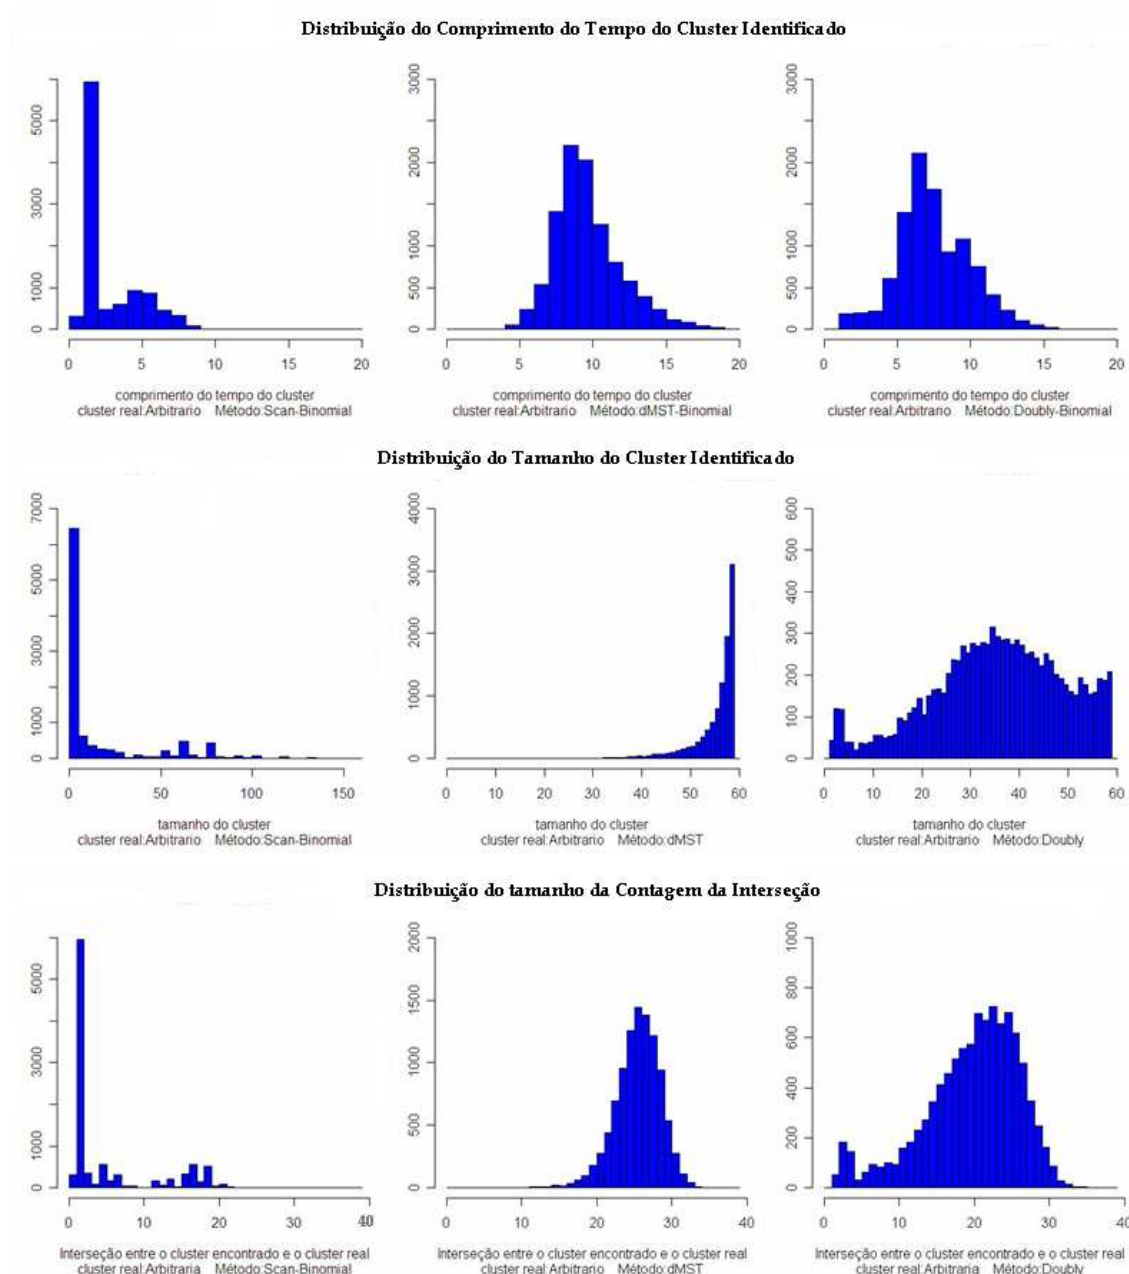 Distribuição do Comprimento do Tempo do Cluster Identificado
0 1000 3000 5000
0 5 10 15 20
comprimento do tempo do cluster
cluster real:Arbitrario Método:Scan-Binomial
0 500 1000 2000 3000
0 5 10 15 20
comprimento do tempo do cluster
cluster real:Arbitrario Método:dMST-Binomial
0 500 1000 2000 3000
0 5 10 15 20
comprimento do tempo do cluster
cluster real:Arbitrario Método:Doubly-Binomial
Distribuição do Tamanho do Cluster Identificado
0 1000 3000 5000 7000
0 50 100 150
tamanho do cluster
cluster real:Arbitrario Método:Scan-Binomial
0 1000 2000 3000 4000
0 10 20 30 40 50 60
tamanho do cluster
cluster real:Arbitrario Método:dMST
0 100 200 300 400 500 600
0 10 20 30 40 50 60
tamanho do cluster
cluster real:Arbitrario Método:Doubly
Distribuição do tamanho da Contagem da Interseção
0 1000 3000 5000
0 10 20 30 40
Interseção entre o cluster encontrado e o cluster real
cluster real:Arbitraria Método:Scan-Binomial
0 500 1000 1500 2000
0 10 20 30 40
Interseção entre o cluster encontrado e o cluster real
cluster real:Arbitrario Método:dMST
0 200 400 600 800 1000
0 10 20 30 40
Interseção entre o cluster encontrado e o cluster real
cluster real:Arbitrario Método:Doubly